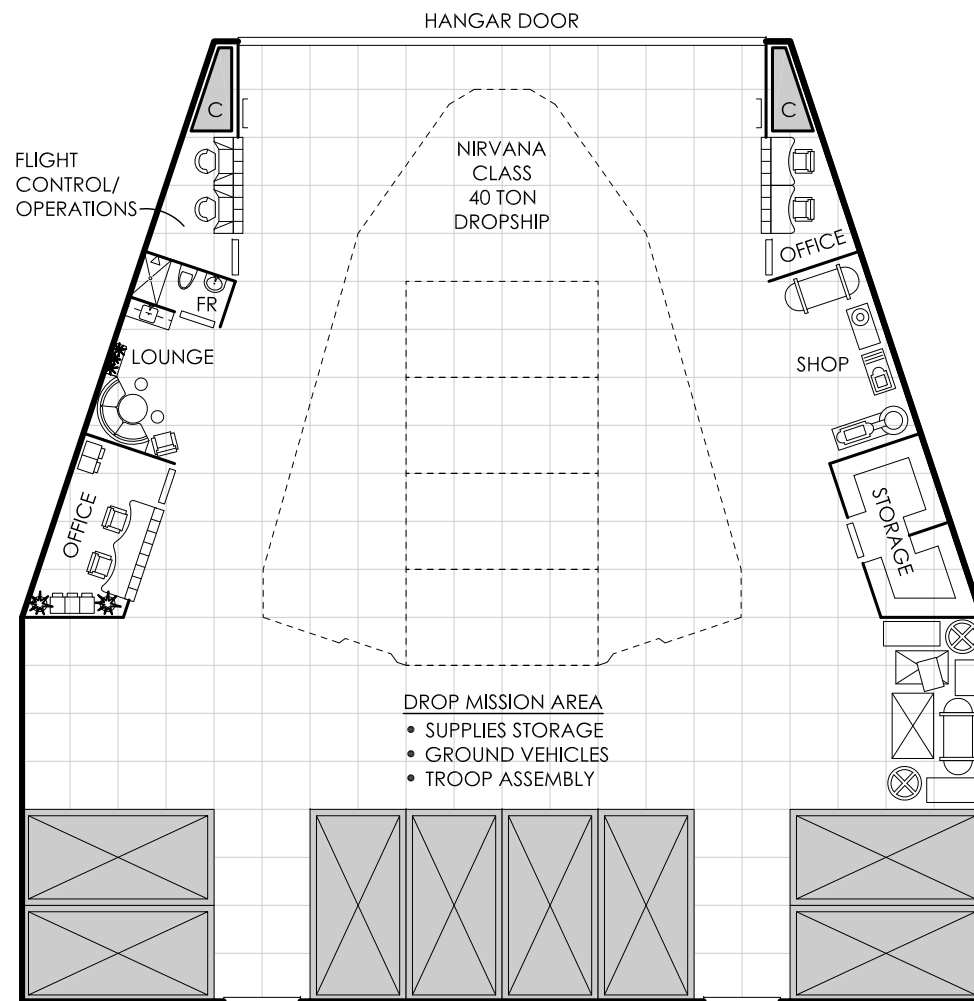 HANGAR DOOR
C
C
NIRVANA
CLASS
40 TON
DROPSHIP
FLIGHT
CONTROL/
OPERATIONS
OFFICE
FR
LOUNGE
SHOP
OFFICE
STORAGE
DROP MISSION AREA
• SUPPLIES STORAGE
• GROUND VEHICLES
• TROOP ASSEMBLY